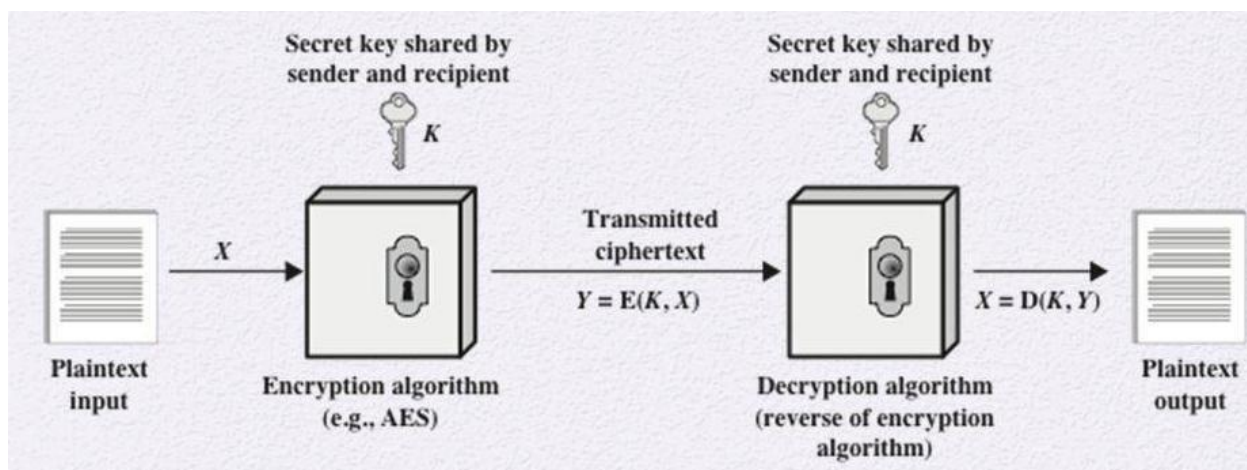 Secret key shared by
sender and recipient
K
Secret key shared by
sender and recipient
K
X
Transmitted
ciphertext
Y = E(K, X)
X = D(K, Y)
Plaintext
input
Encryption algorithm
(e.g., AES)
Decryption algorithm
(reverse of encryption
algorithm)
Plaintext
output